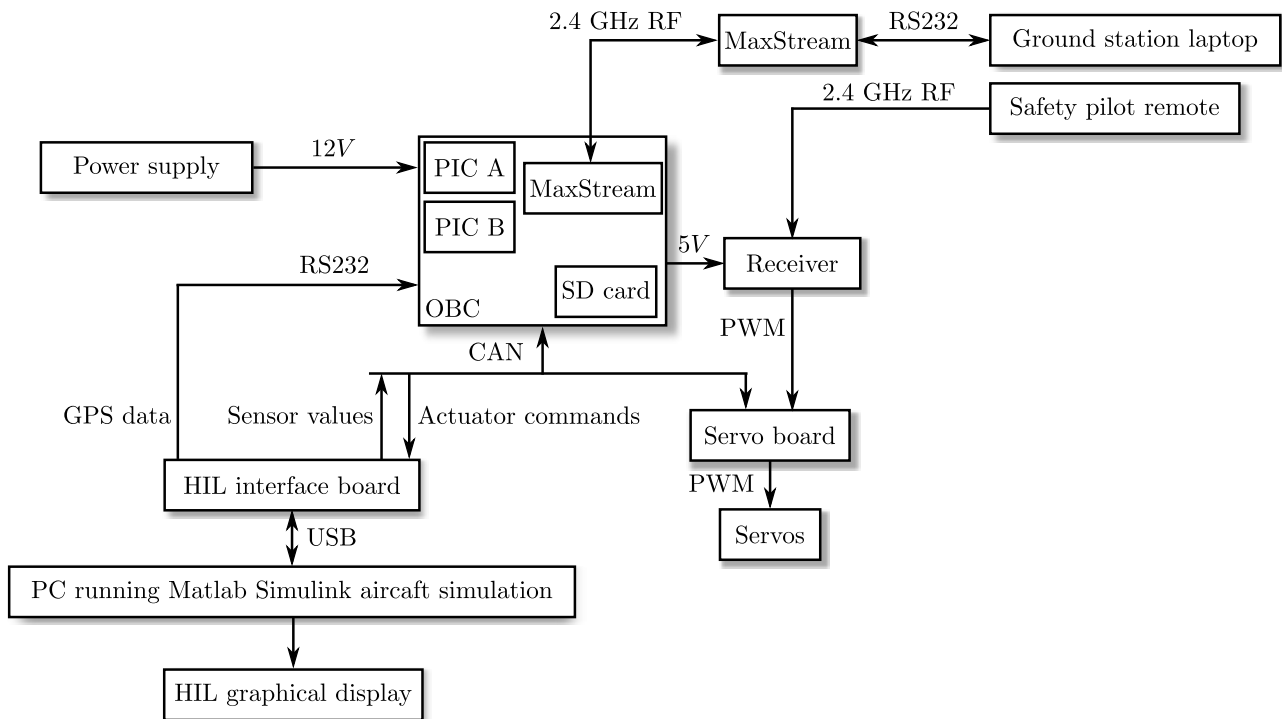 2.4 GHz RF
MaxStream
RS232
Ground station laptop
2.4 GHz RF
Safety pilot remote
Power supply
12V
PIC A
MaxStream
PIC B
5V
Receiver
RS232
SD card
OBC
PWM
CAN
GPS data
Sensor values
Actuator commands
Servo board
HIL interface board
PWM
USB
Servos
PC running Matlab Simulink aircaft simulation
HIL graphical display